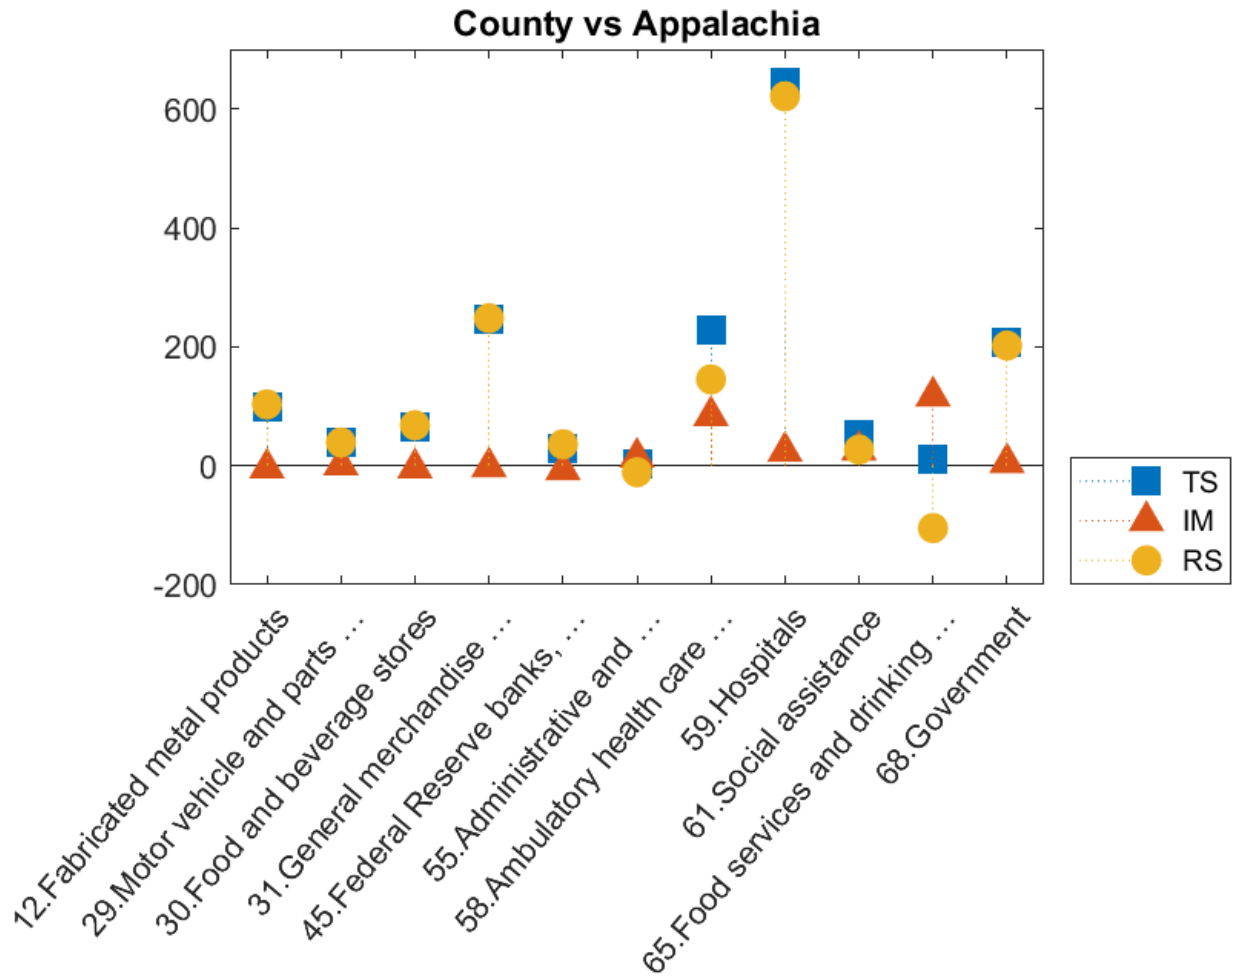 County vs Appalachia
600
400
200
0
-200
TS
IM
RS
12.Fabricated metal products
29.Motor vehicle and parts ...
30.Food and beverage stores
31.General merchandise ...
45.Federal Reserve banks, ...
55.Administrative and ...
58.Ambulatory health care ...
59.Hospitals
61.Social assistance
65.Food services and drinking ...
68.Government